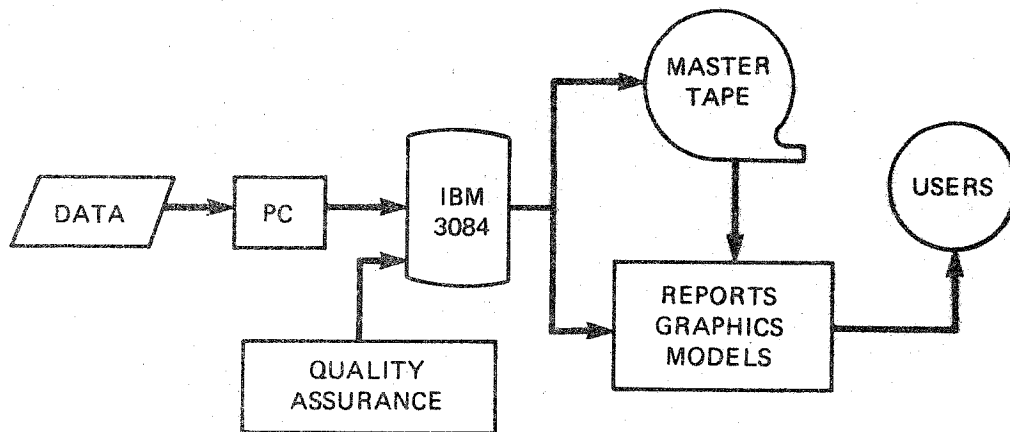 DATA
PC
IBM
3084
QUALITY
ASSURANCE
MASTER
TAPE
REPORTS
GRAPHICS
MODELS
USERS